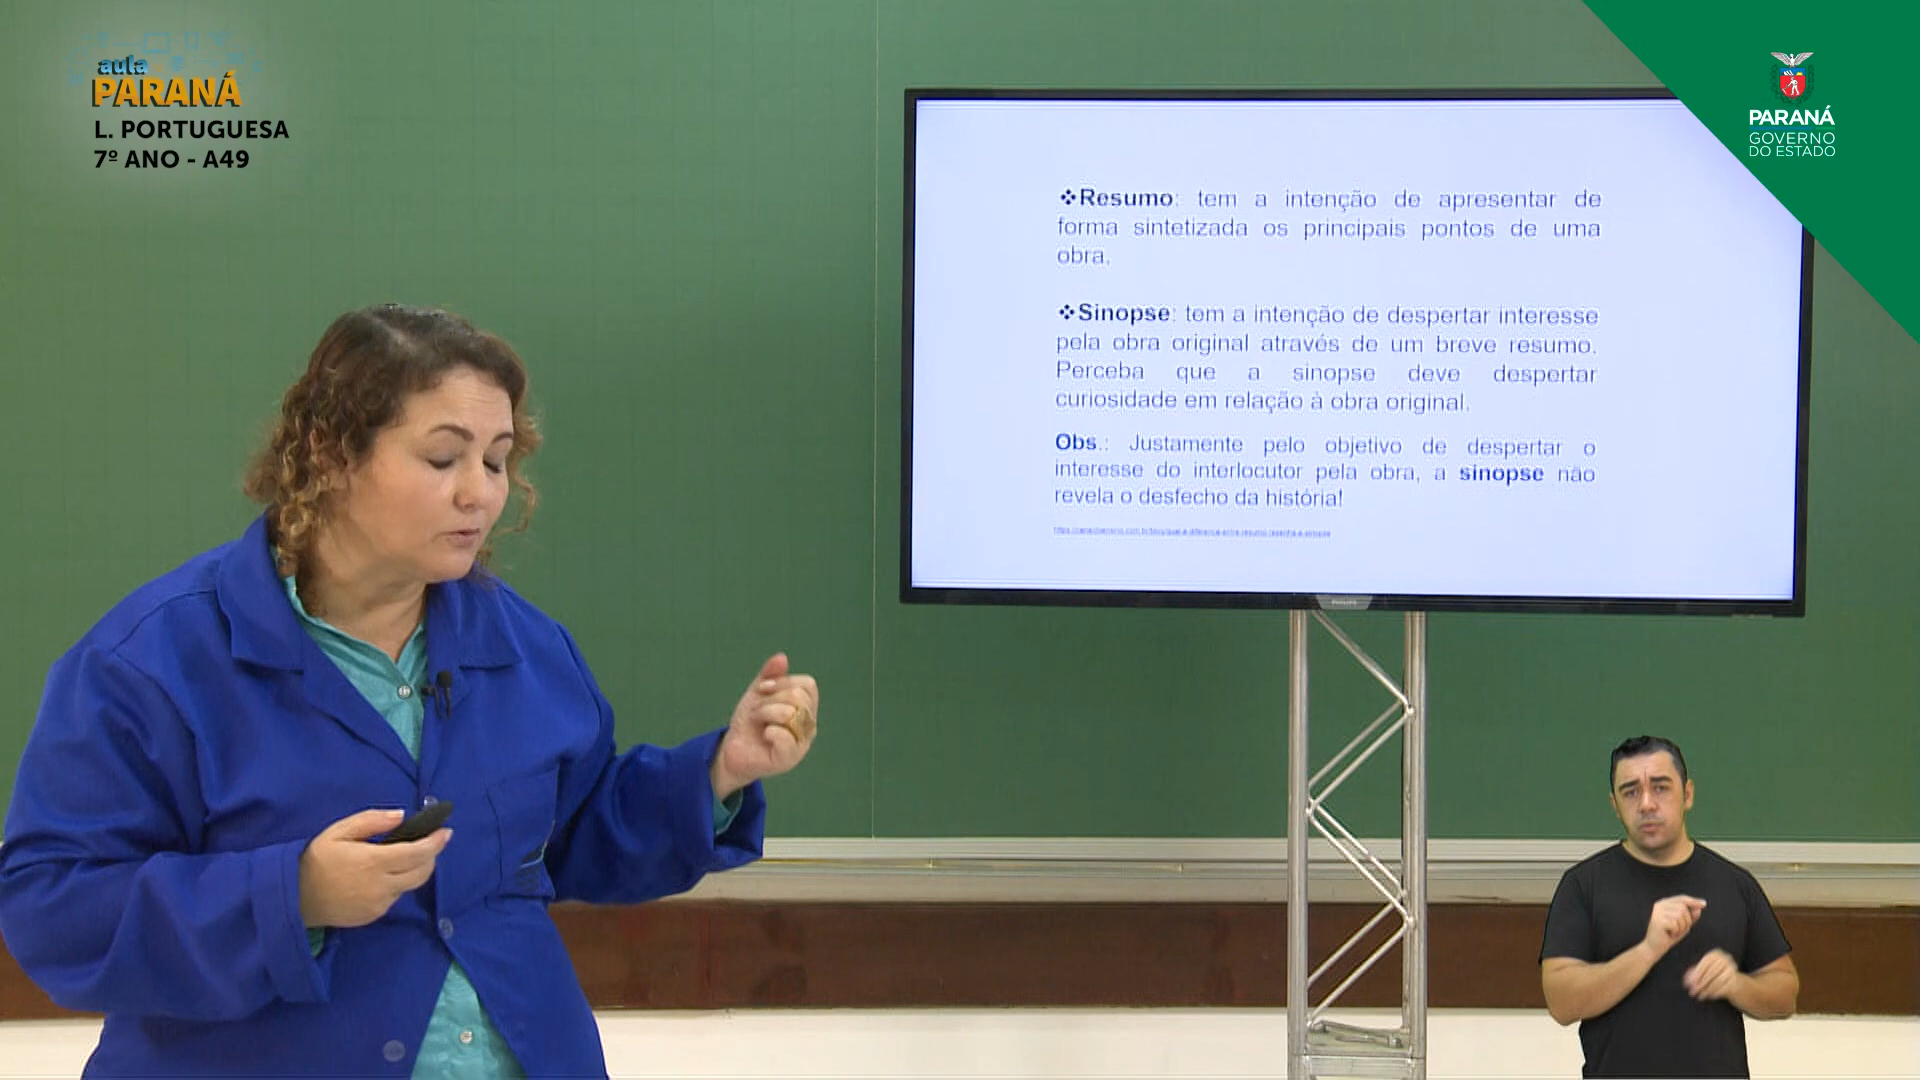 aula
PARANÁ
L. PORTUGUESA
7º ANO - A49
PARANÁ
GOVERNO
DO ESTADO
❖Resumo: tem a intenção de apresentar de
forma sintetizada os principais pontos de uma
obra.
❖Sinopse: tem a intenção de despertar interesse
pela obra original através de um breve resumo.
Perceba que a sinopse deve despertar
curiosidade em relação à obra original.
Obs.: Justamente pelo objetivo de despertar o
interesse do interlocutor pela obra, a sinopse não
revela o desfecho da história!
PHILIPS